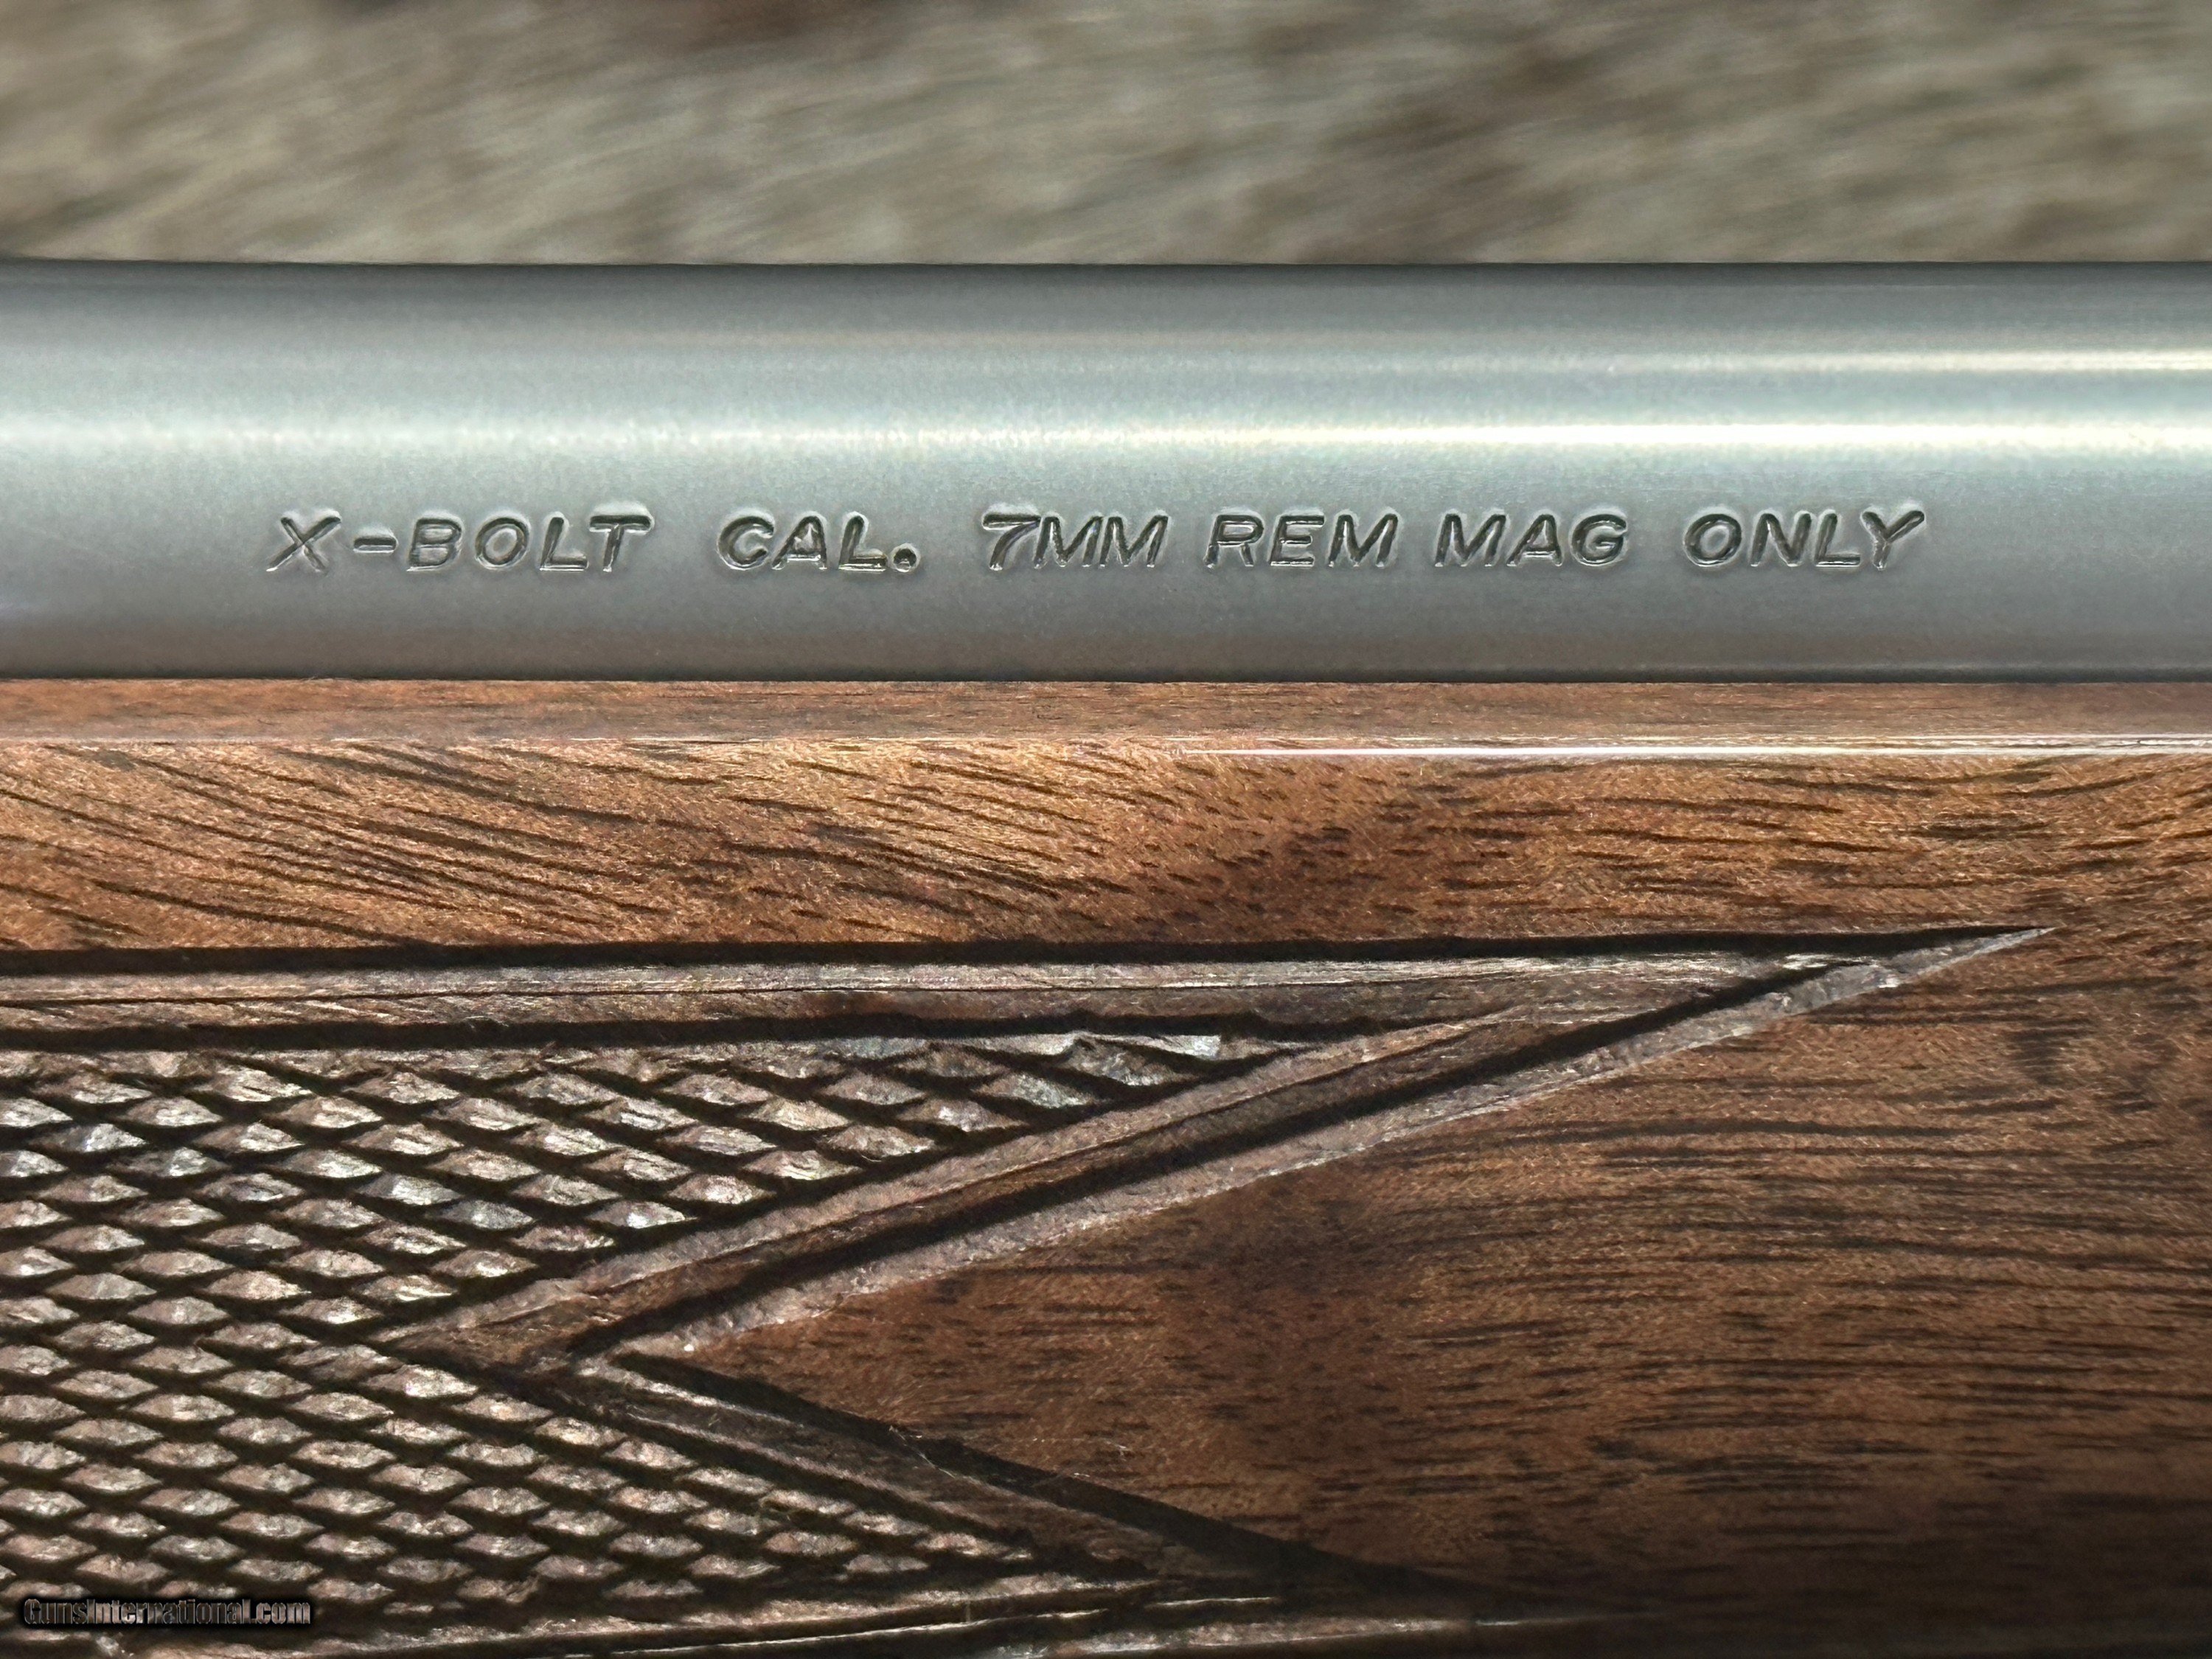 X-BOLT CAL. 7MM REM MAG ONLY
GunsInternational.com